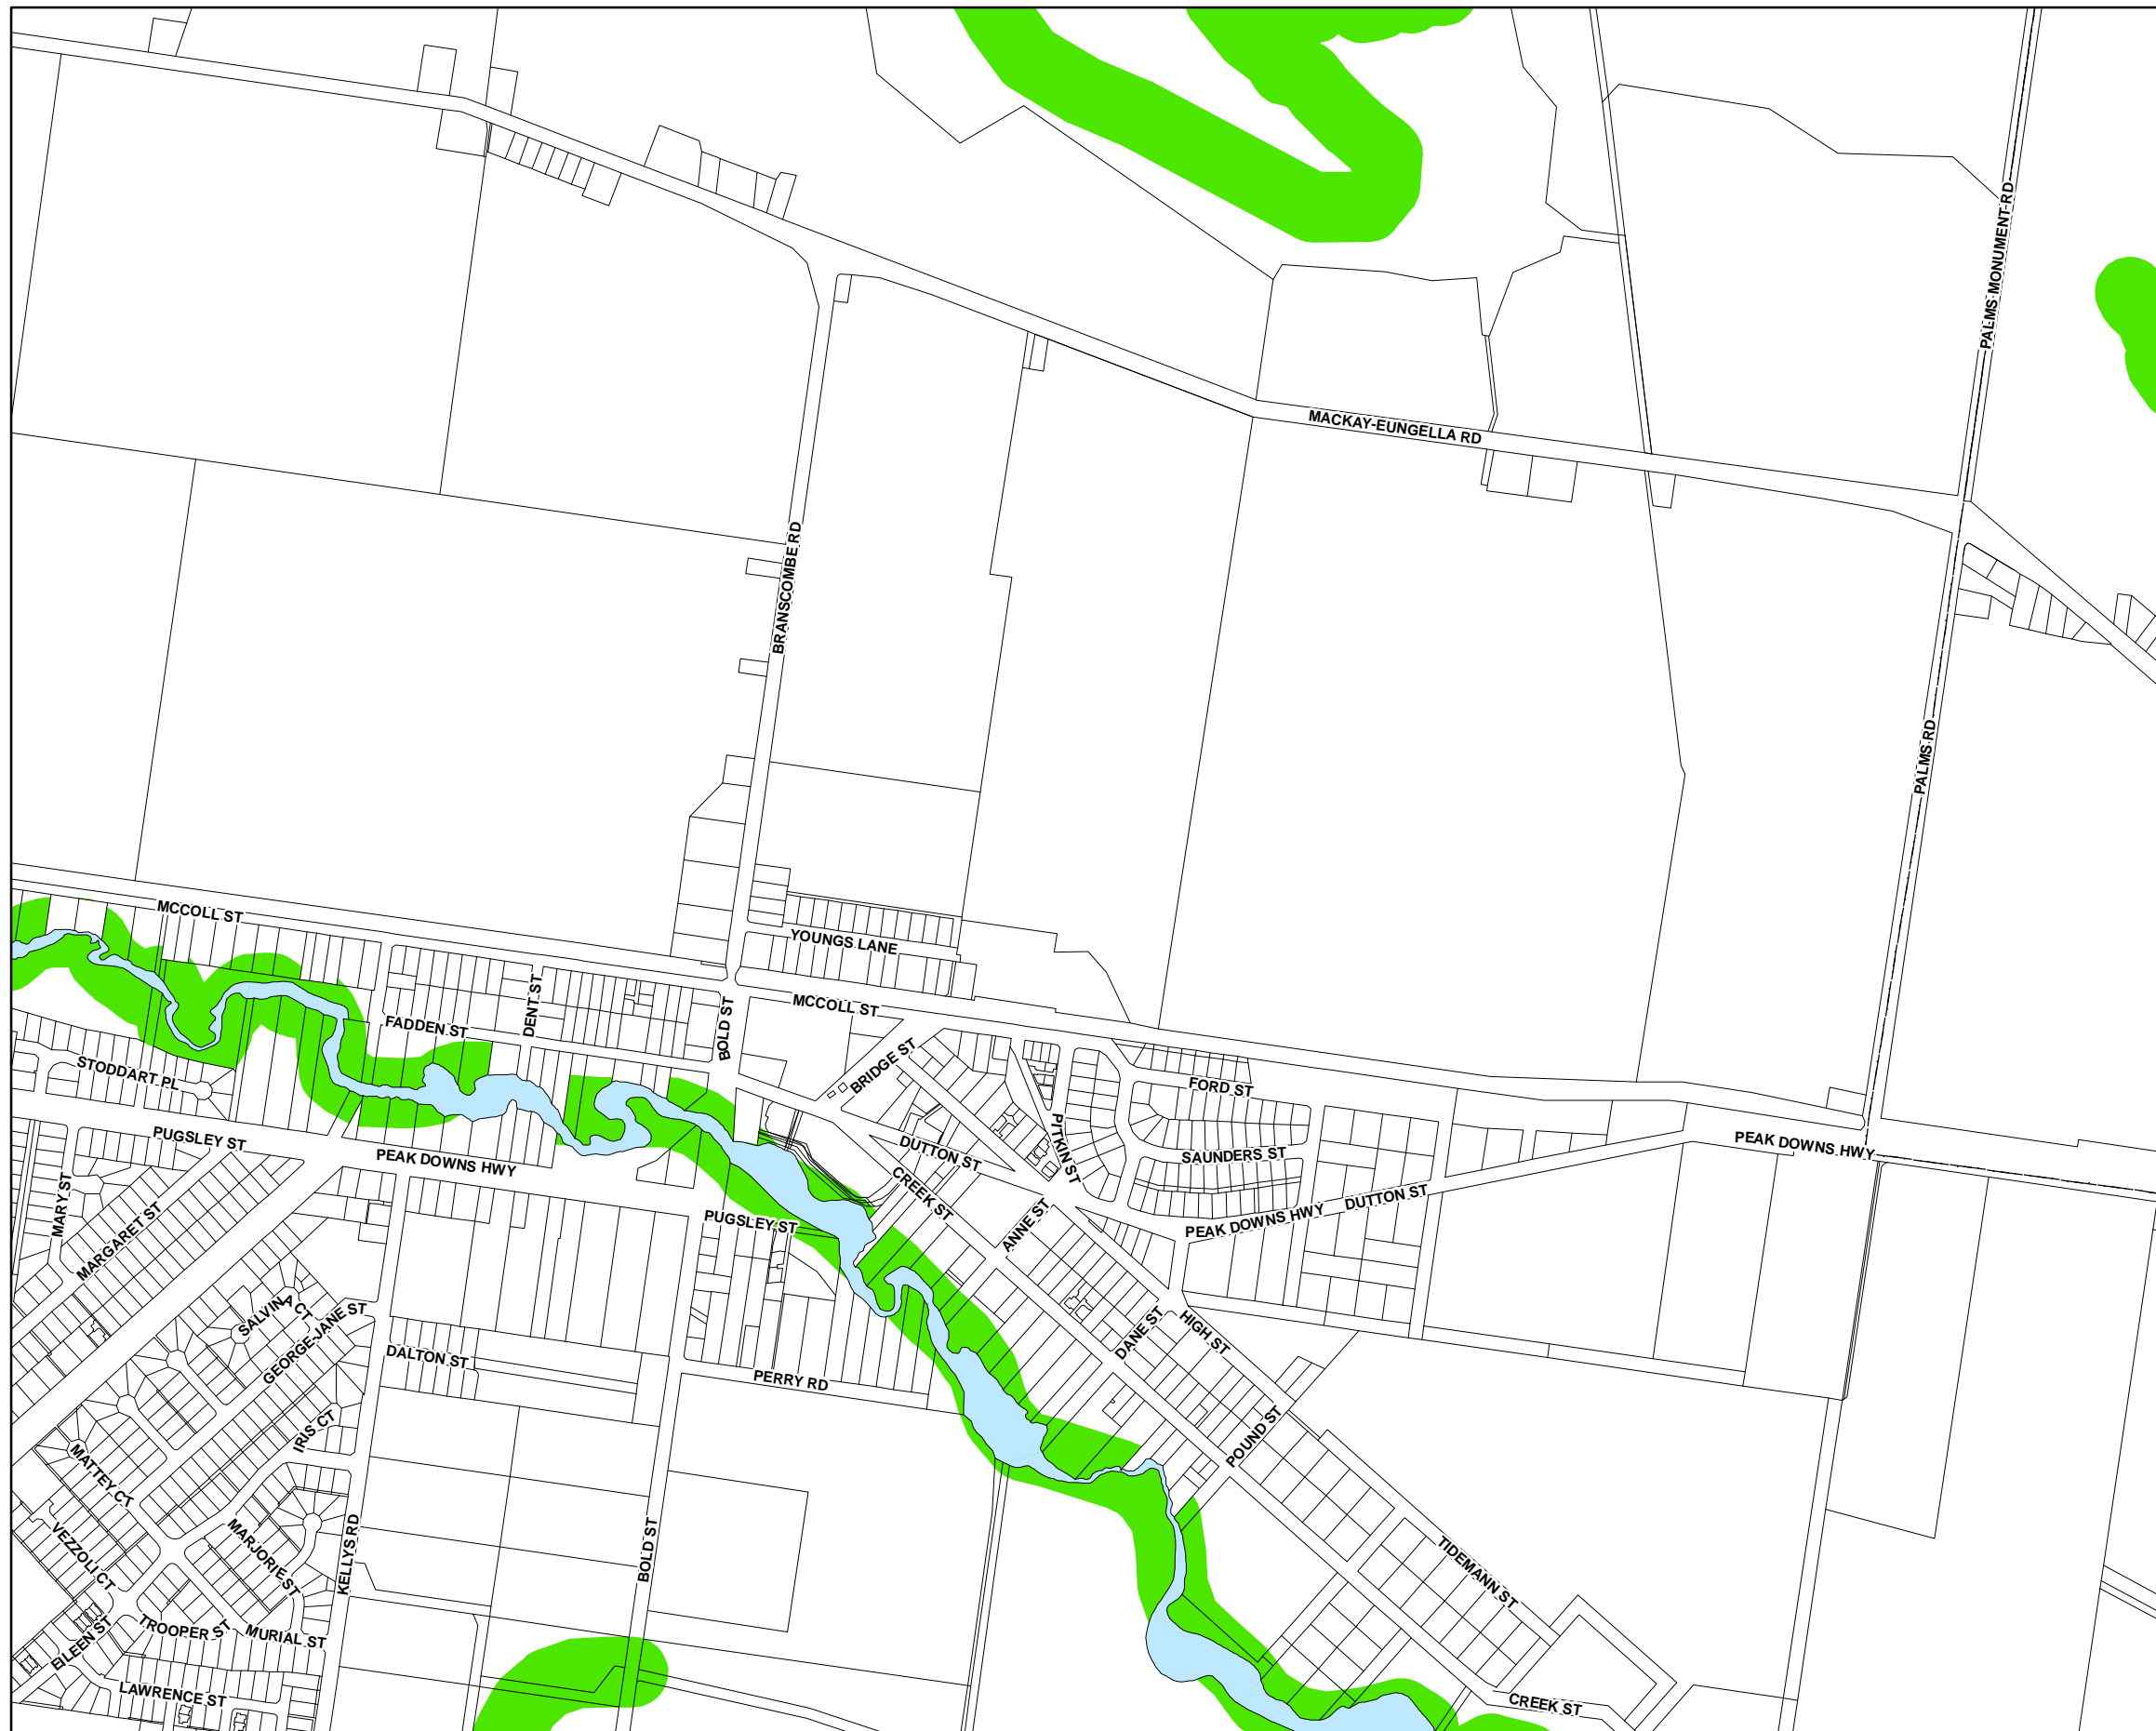 PALMS MONUMENT RD
MACKAY-EUNGELLA RD
BRANSCOMBE RD
PALMS RD
MCCOLL ST
YOUNGS LANE
DENT ST
FADDEN ST
BOLD ST
MCCOLL ST
BRIDGE ST
STODDART PL
FORD ST
PUGSLEY ST
PEAK DOWNS HWY
DUTTON ST
PITKIN ST
SAUNDERS ST
PEAK DOWNS HWY
MARY ST
MARGARET ST
CREEK ST
PUGSLEY ST
ANNE ST
PEAK DOWNS HWY
DUTTON ST
SALVINA CT
GEORGE-JANE ST
DALTON ST
PERRY RD
DANE ST
HIGH ST
IRIS CT
MATTEY CT
POUND ST
VEZZOLI CT
MARJORIE ST
KELLYS RD
BOLD ST
TIDEMANN ST
EILEEN ST
TROOPER ST
MURIAL ST
LAWRENCE ST
CREEK ST